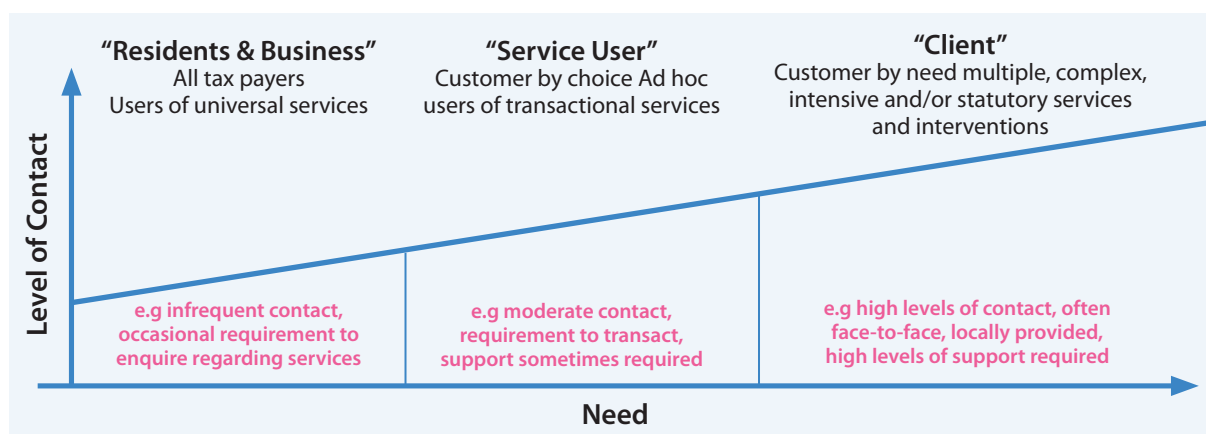 “Residents & Business”
All tax payers
Users of universal services
“Service User”
Customer by choice Ad hoc
users of transactional services
“Client”
Customer by need multiple, complex,
intensive and/or statutory services
and interventions
Level of Contact
e.g infrequent contact,
occasional requirement to
enquire regarding services
e.g moderate contact,
requirement to transact,
support sometimes required
e.g high levels of contact, often
face-to-face, locally provided,
high levels of support required
Need